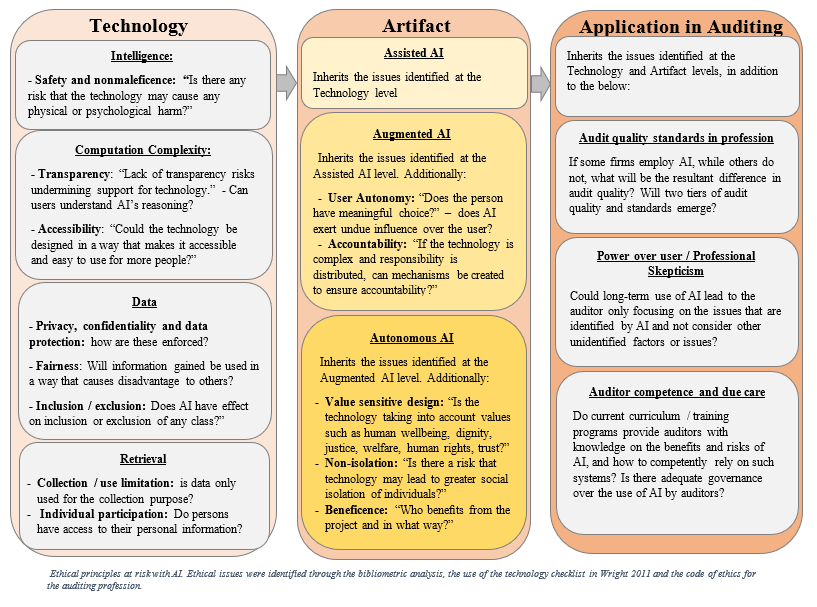 Technology
Intelligence:
- Safety and nonmaleficence: “Is there any
risk that the technology may cause any
physical or psychological harm?”
Computation Complexity:
- Transparency: “Lack of transparency risks
undermining support for technology.” - Can
users understand AI’s reasoning?
- Accessibility: “Could the technology be
designed in a way that makes it accessible
and easy to use for more people?”
Data
- Privacy, confidentiality and data
protection: how are these enforced?
- Fairness: Will information gained be used in
a way that causes disadvantage to others?
- Inclusion / exclusion: Does AI have effect
on inclusion or exclusion of any class?”
Retrieval
- Collection / use limitation: is data only
used for the collection purpose?
- Individual participation: Do persons
have access to their personal information?
Artifact
Assisted AI
Inherits the issues identified at the
Technology level
Augmented AI
Inherits the issues identified at the
Assisted AI level. Additionally:
- User Autonomy: “Does the person
have meaningful choice?” – does AI
exert undue influence over the user?
- Accountability: “If the technology is
complex and responsibility is
distributed, can mechanisms be created
to ensure accountability?”
Autonomous AI
Inherits the issues identified at the
Augmented AI level. Additionally:
- Value sensitive design: “Is the
technology taking into account values
such as human wellbeing, dignity,
justice, welfare, human rights, trust?”
- Non-isolation: “Is there a risk that
technology may lead to greater social
isolation of individuals?”
- Beneficence: “Who benefits from the
project and in what way?”
Application in Auditing
Inherits the issues identified at the
Technology and Artifact levels, in addition
to the below:
Audit quality standards in profession
If some firms employ AI, while others do
not, what will be the resultant difference in
audit quality? Will two tiers of audit
quality and standards emerge?
Power over user / Professional
Skepticism
Could long-term use of AI lead to the
auditor only focusing on the issues that are
identified by AI and not consider other
unidentified factors or issues?
Auditor competence and due care
Do current curriculum / training
programs provide auditors with
knowledge on the benefits and risks of
AI, and how to competently rely on such
systems? Is there adequate governance
over the use of AI by auditors?
Ethical principles at risk with AI. Ethical issues were identified through the bibliometric analysis, the use of the technology checklist in Wright 2011 and the code of ethics for
the auditing profession.